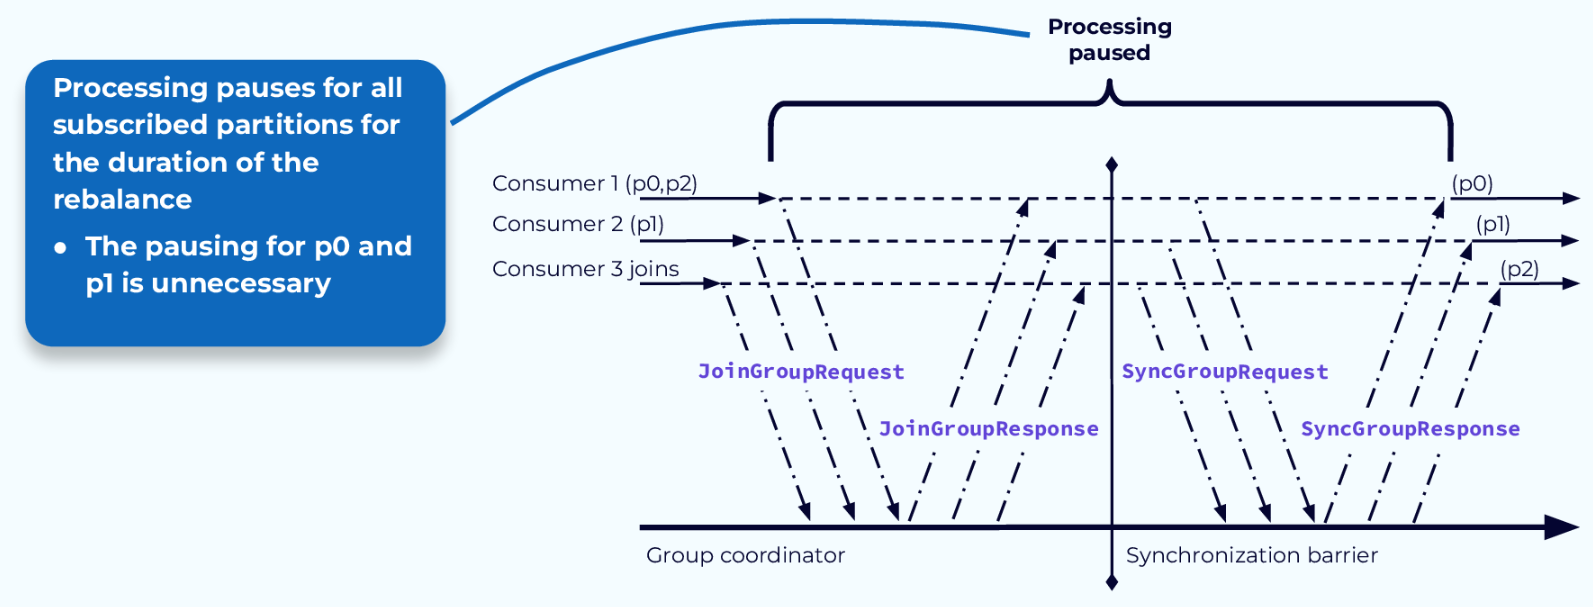 Processing
paused
Processing pauses for all
subscribed partitions for
the duration of the
rebalance
● The pausing for p0 and
p1 is unnecessary
Consumer 1 (p0,p2)
(p0)
Consumer 2 (p1)
(p1)
Consumer 3 joins
(p2)
JoinGroupRequest
SyncGroupRequest
JoinGroupResponse
SyncGroupResponse
Group coordinator
Synchronization barrier